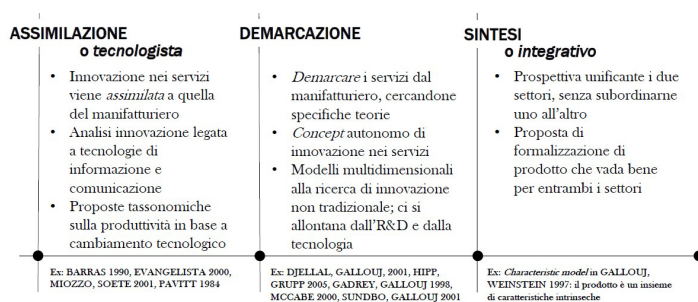 ASSIMILAZIONE
o tecnologista
• Innovazione nei servizi
viene assimilata a quella
del manifatturiero
• Analisi innovazione legata
a tecnologie di
informazione e
comunicazione
• Proposte tassonomiche
sulla produttività in base a
cambiamento tecnologico
Ex: BARRAS 1990, EVANGELISTA 2000,
MIOZZO, SOETE 2001, PAVITT 1984
DEMARCAZIONE
• Demarcare i servizi dal
manifatturiero, cercandone
specifiche teorie
• Concept autonomo di
innovazione nei servizi
• Modelli multidimensionali
alla ricerca di innovazione
non tradizionale; ci si
allontana dall'R&D e dalla
tecnologia
Ex: DJELLAL, GALLOUJ, 2001, HIPP,
GRUPP 2005, GADREY, GALLOUJ 1998,
MCCABE 2000, SUNDBO, GALLOUJ 2001
SINTESI
o integrativo
• Prospettiva unificante i due
settori, senza subordinarne
uno all'altro
• Proposta di
formalizzazione di
prodotto che vada bene
per entrambi i settori
Ex: Characteristic model in GALLOUJ,
WEINSTEIN 1997: il prodotto è un insieme
di caratteristiche intrinseche